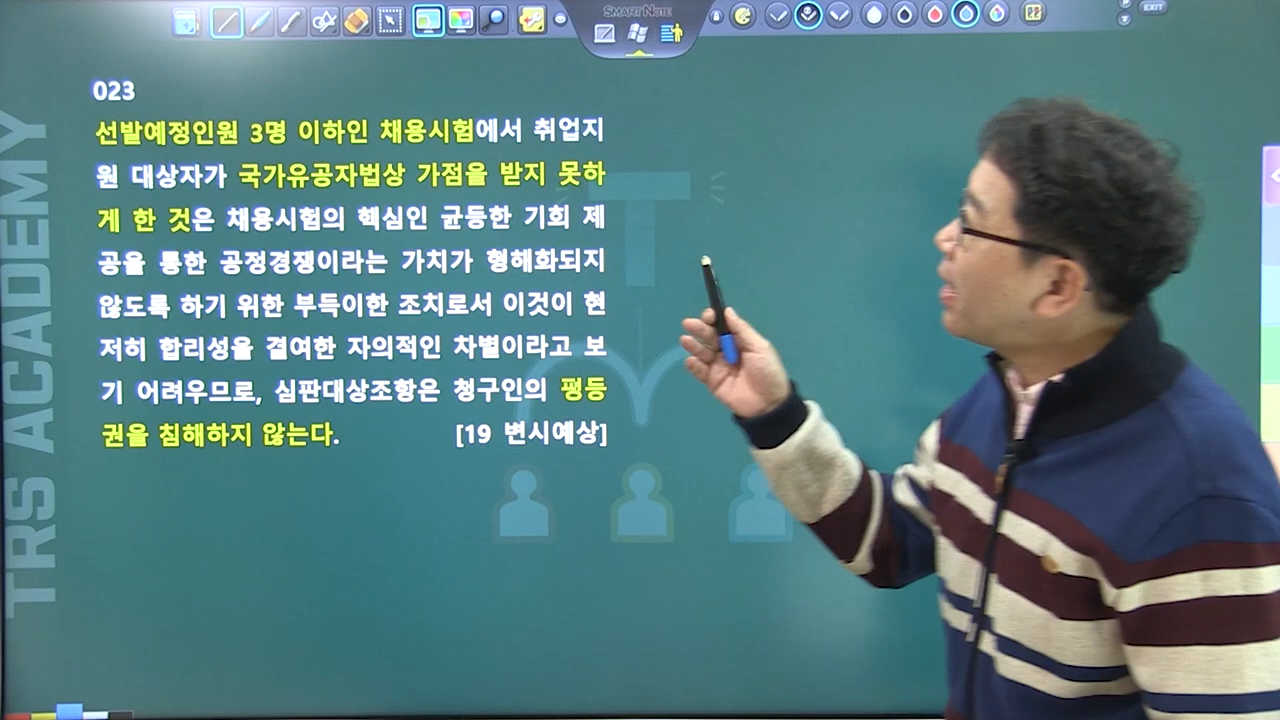 SMART NOTE
EXIT
TRS ACADEMY
023
선발예정인원 3명 이하인 채용시험에서 취업지
원 대상자가 국가유공자법상 가점을 받지 못하
게 한 것은 채용시험의 핵심인 균등한 기회 제
공을 통한 공정경쟁이라는 가치가 형해화되지
않도록 하기 위한 부득이한 조치로서 이것이 현
저히 합리성을 결여한 자의적인 차별이라고 보
기 어려우므로, 심판대상조항은 청구인의 평등
권을 침해하지 않는다. [19 변시예상]